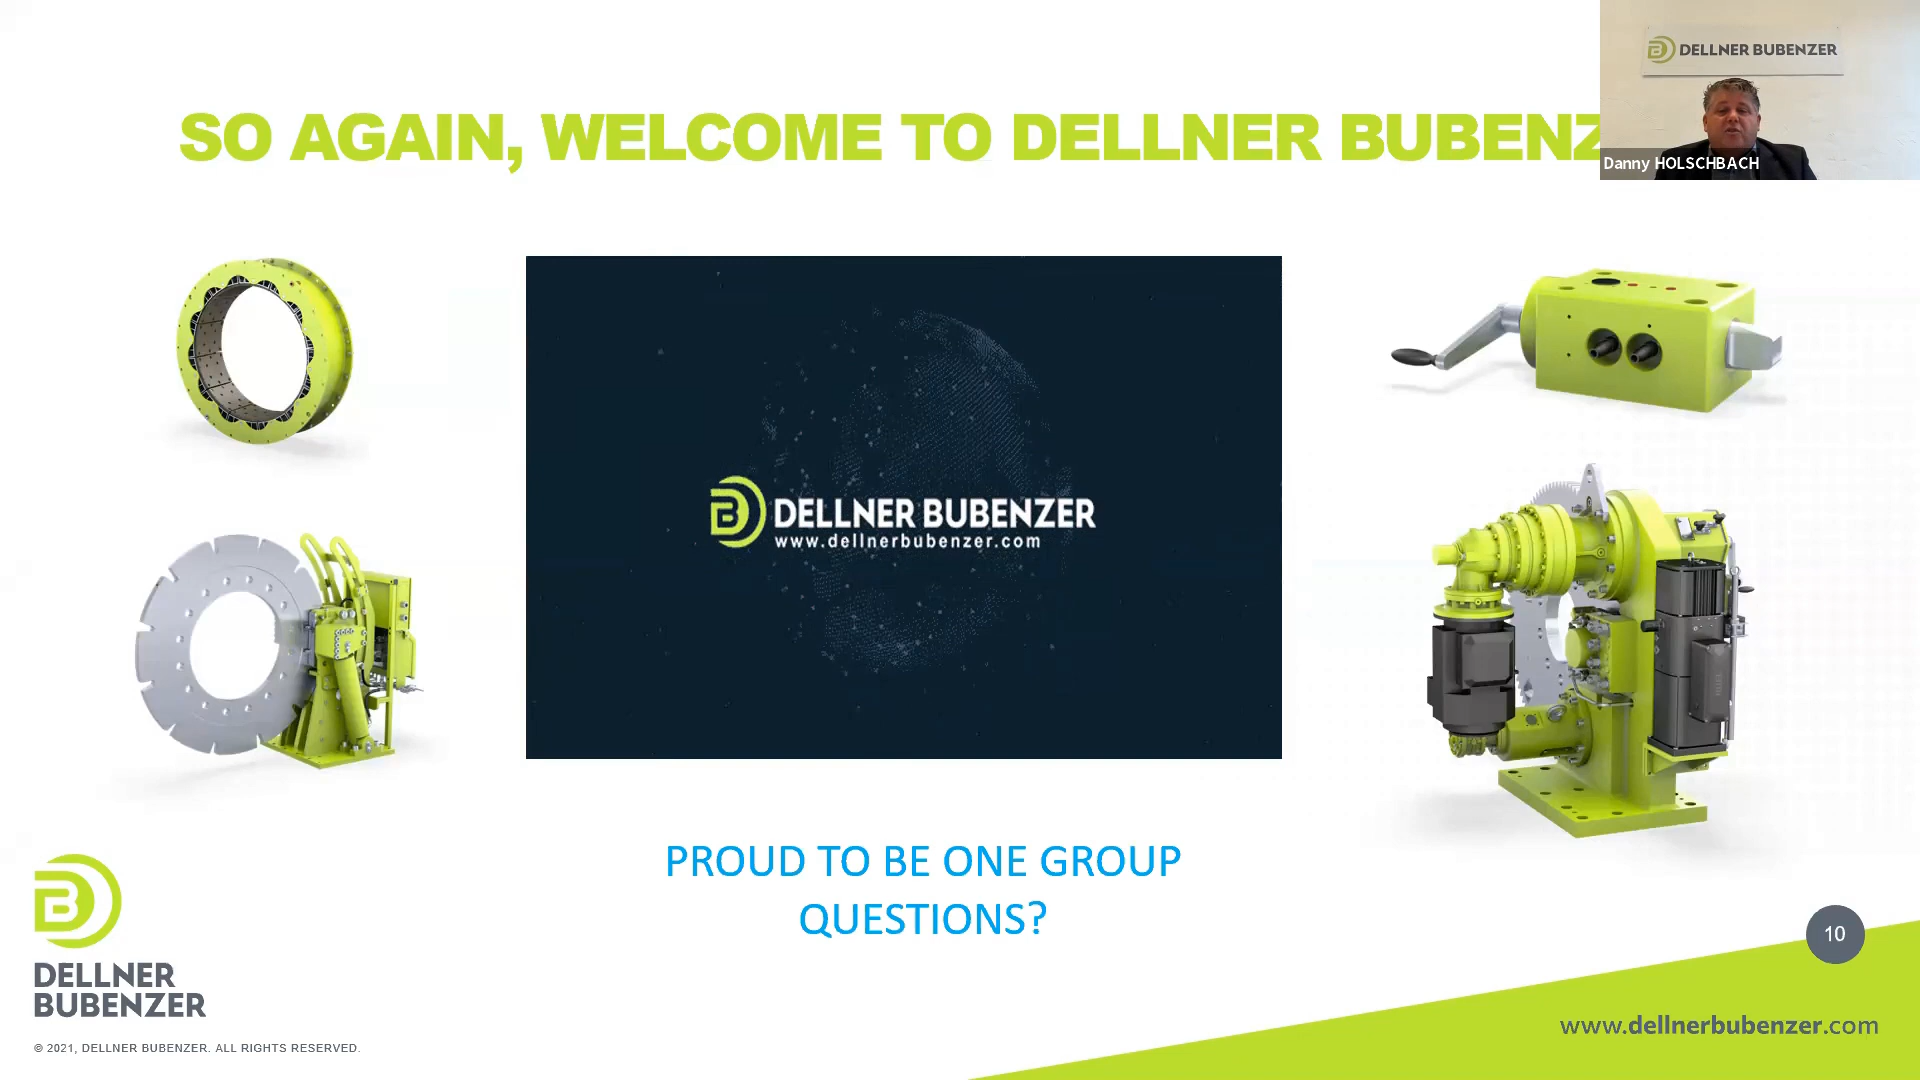 DELLNER BUBENZER
SO AGAIN, WELCOME TO DELLNER BUBENZ
Danny HOLSCHBACH
DELLNER BUBENZER
www.dellnerbubenzer.com
PROUD TO BE ONE GROUP
QUESTIONS?
10
DELLNER
BUBENZER
www.dellnerbubenzer.com
© 2021, DELLNER BUBENZER. ALL RIGHTS RESERVED.